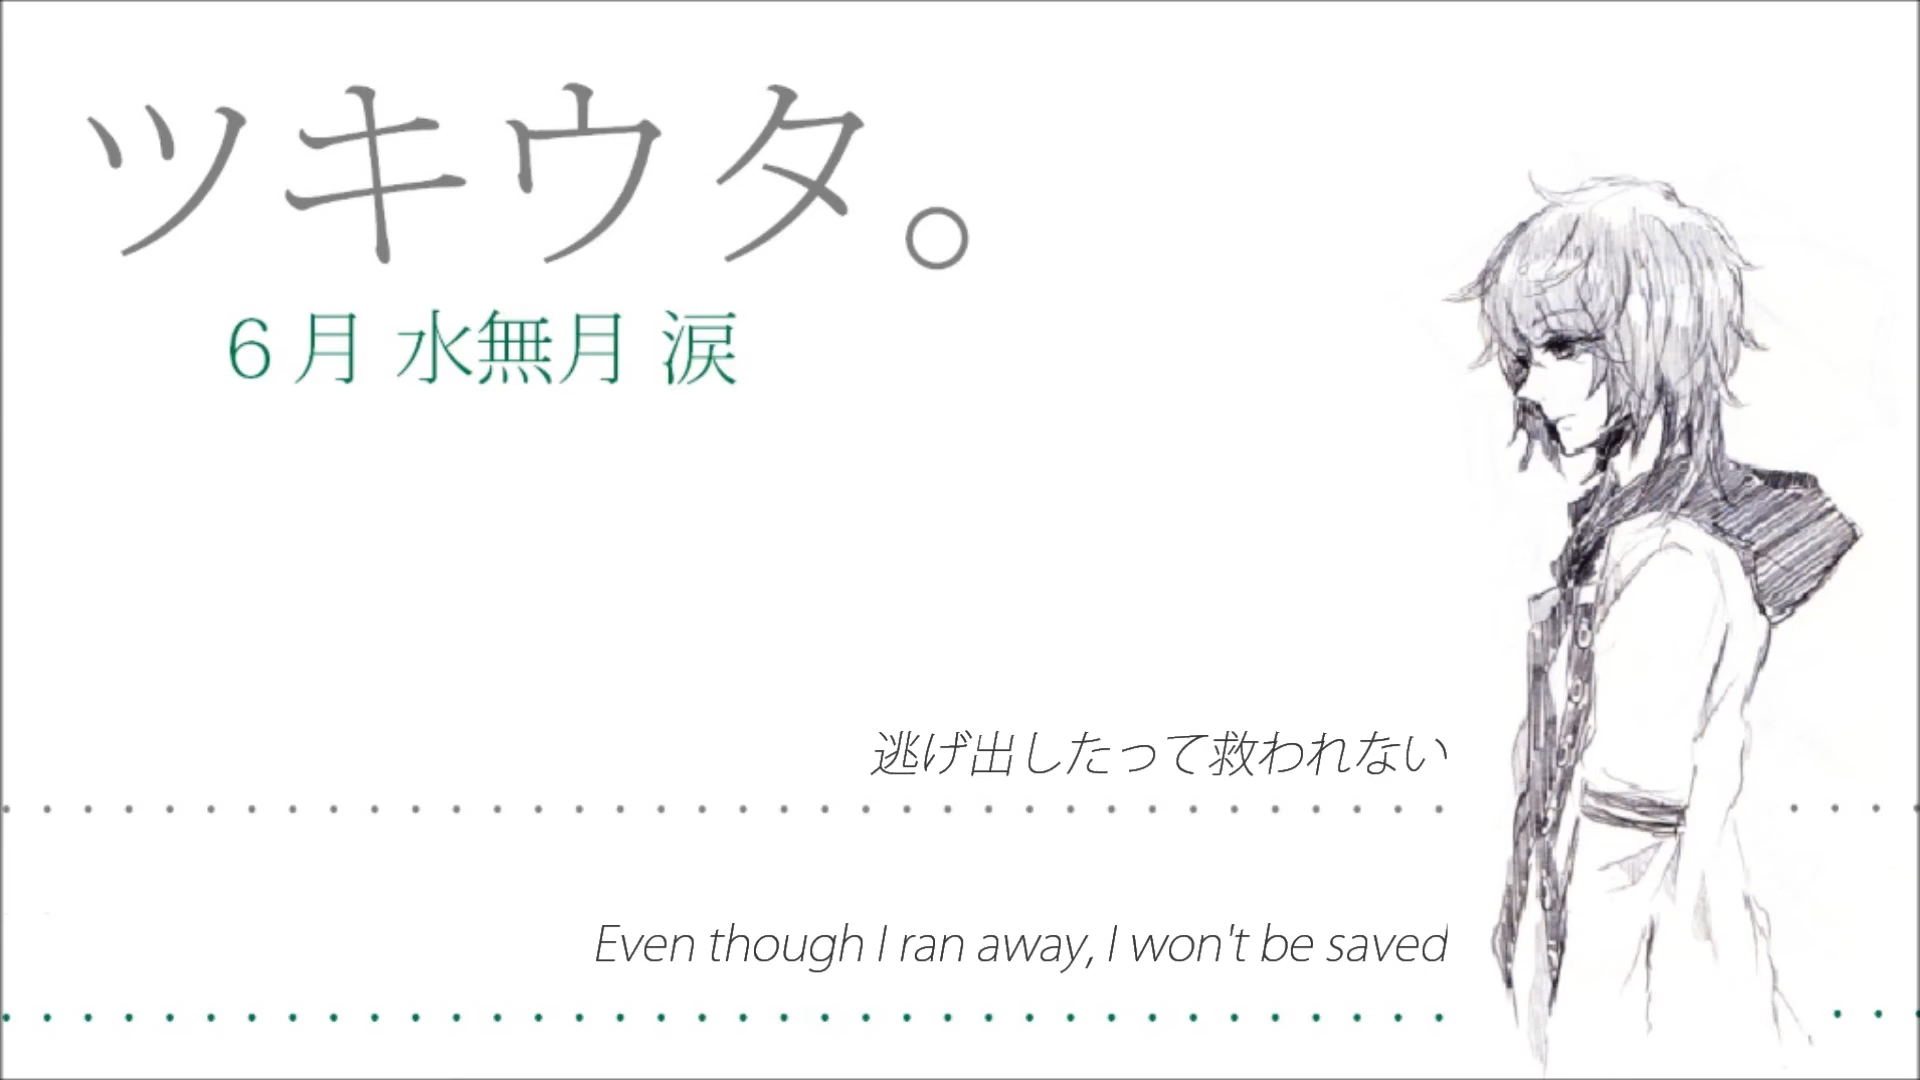 ツキウタ。
6月 水無月 涙
逃げ出したって救われない
Even though I ran away, I won't be saved